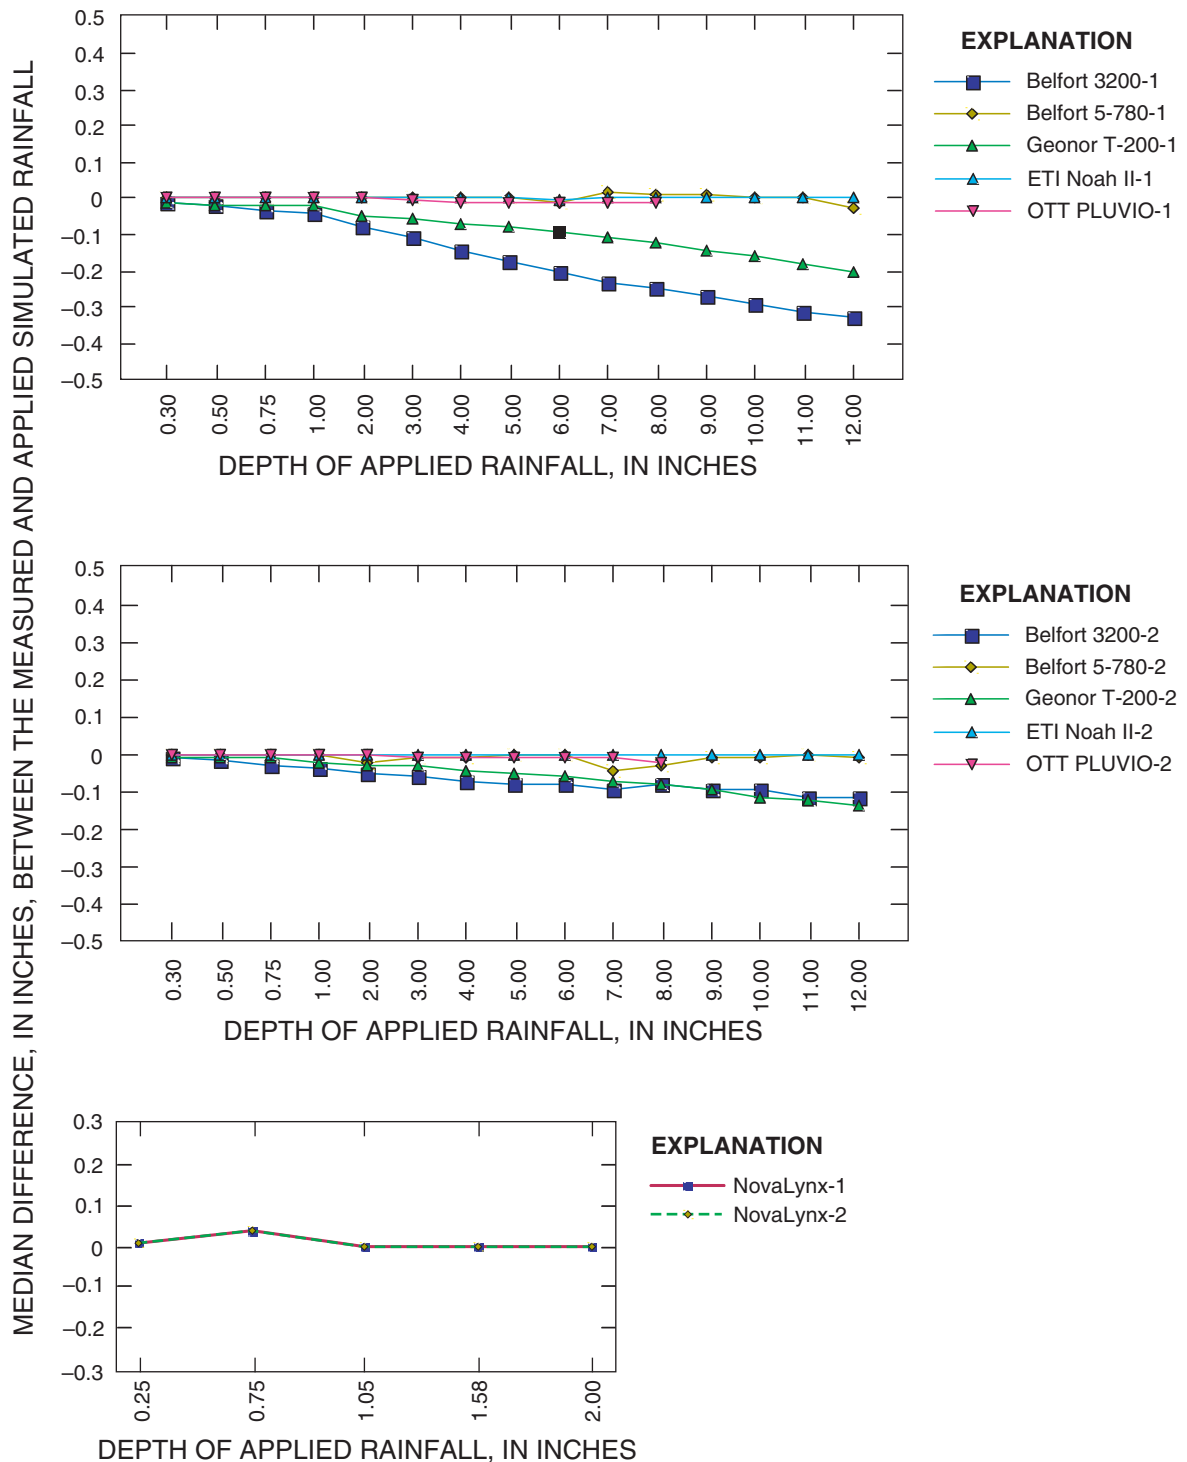 MEDIAN DIFFERENCE, IN INCHES, BETWEEN THE MEASURED AND APPLIED SIMULATED RAINFALL
0.5
0.4
0.3
0.2
0.1
0
–0.1
–0.2
–0.3
–0.4
–0.5
0.30 0.50 0.75 1.00 2.00 3.00 4.00 5.00 6.00 7.00 8.00 9.00 10.00 11.00 12.00
DEPTH OF APPLIED RAINFALL, IN INCHES
EXPLANATION
Belfort 3200-1
Belfort 5-780-1
Geonor T-200-1
ETI Noah II-1
OTT PLUVIO-1
0.5
0.4
0.3
0.2
0.1
0
–0.1
–0.2
–0.3
–0.4
–0.5
0.30 0.50 0.75 1.00 2.00 3.00 4.00 5.00 6.00 7.00 8.00 9.00 10.00 11.00 12.00
DEPTH OF APPLIED RAINFALL, IN INCHES
EXPLANATION
Belfort 3200-2
Belfort 5-780-2
Geonor T-200-2
ETI Noah II-2
OTT PLUVIO-2
0.3
0.2
0.1
0
–0.1
–0.2
–0.3
0.25 0.75 1.05 1.58 2.00
DEPTH OF APPLIED RAINFALL, IN INCHES
EXPLANATION
NovaLynx-1
NovaLynx-2